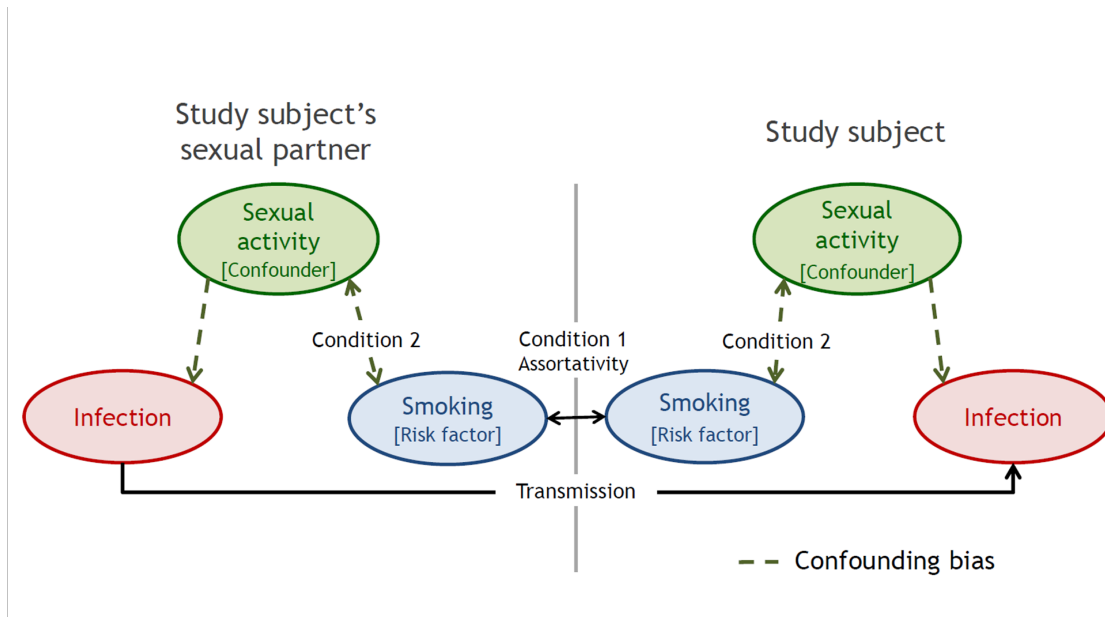 Study subject's
sexual partner
Study subject
Sexual
activity
[Confounder]
Sexual
activity
[Confounder]
Condition 2
Condition 1
Assortativity
Condition 2
Infection
Smoking
[Risk factor]
Smoking
[Risk factor]
Infection
Transmission
Confounding bias